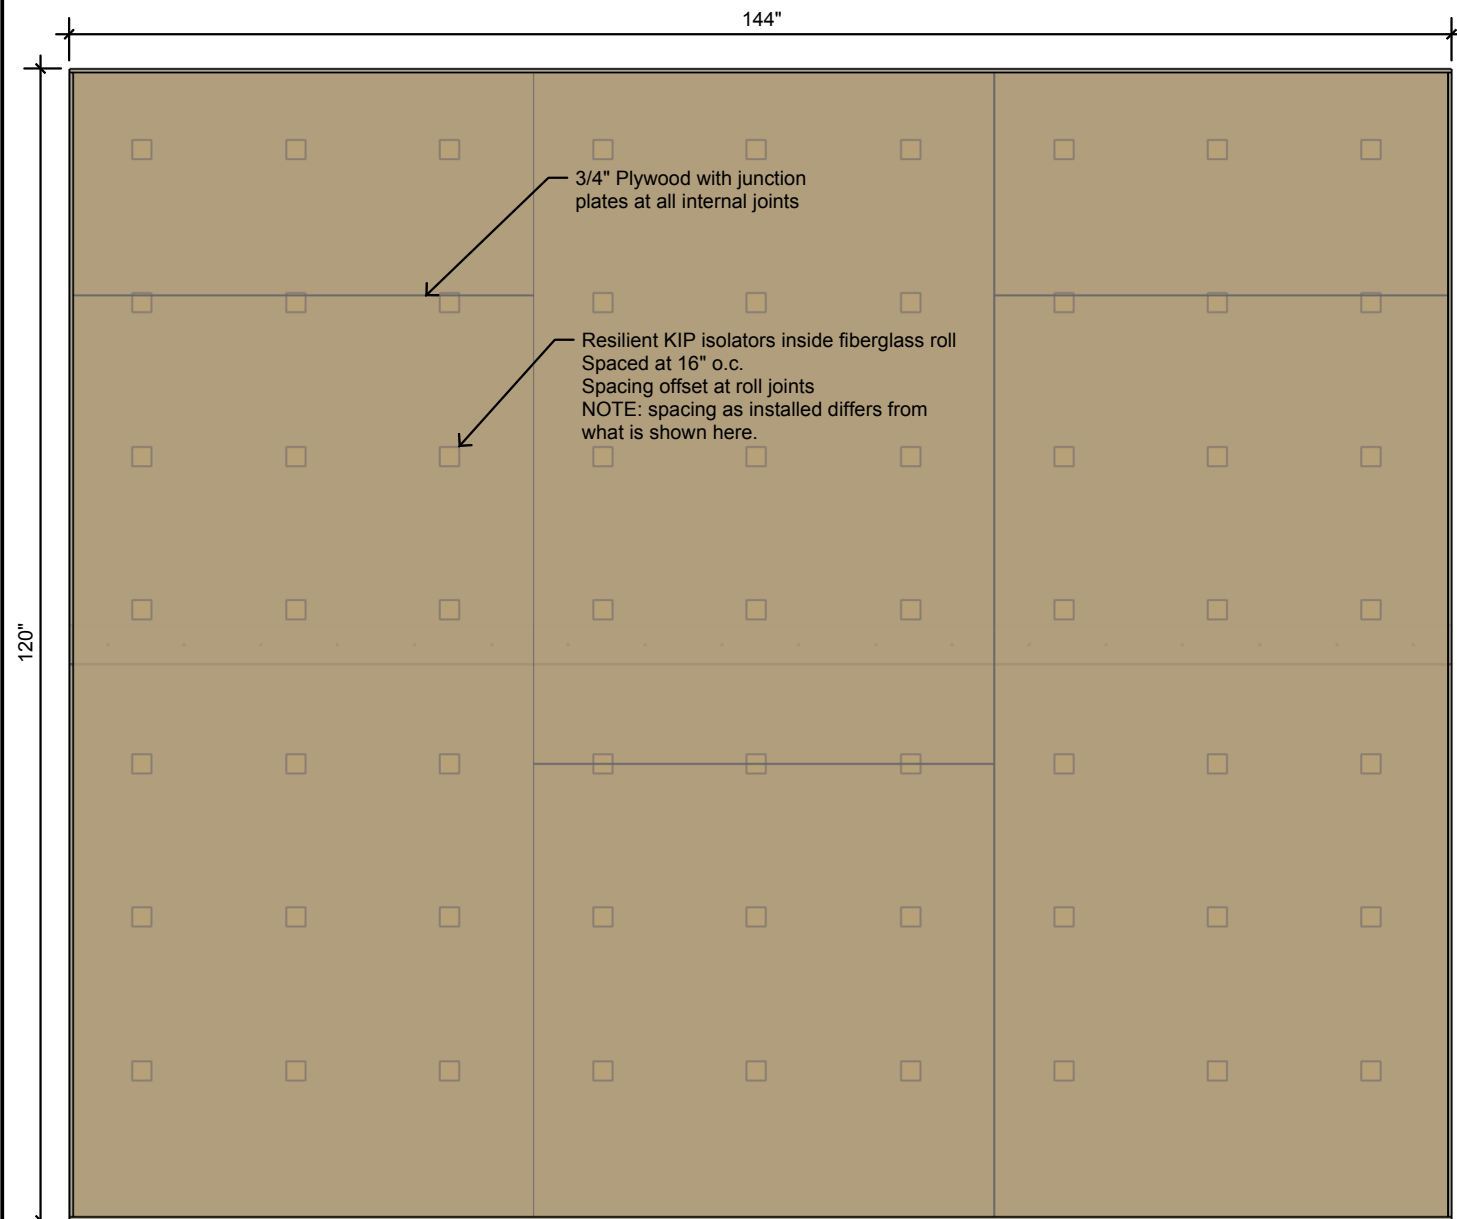 144"
3/4" Plywood with junction
plates at all internal joints
Resilient KIP isolators inside fiberglass roll
Spaced at 16" o.c.
Spacing offset at roll joints
NOTE: spacing as installed differs from
what is shown here.
120"